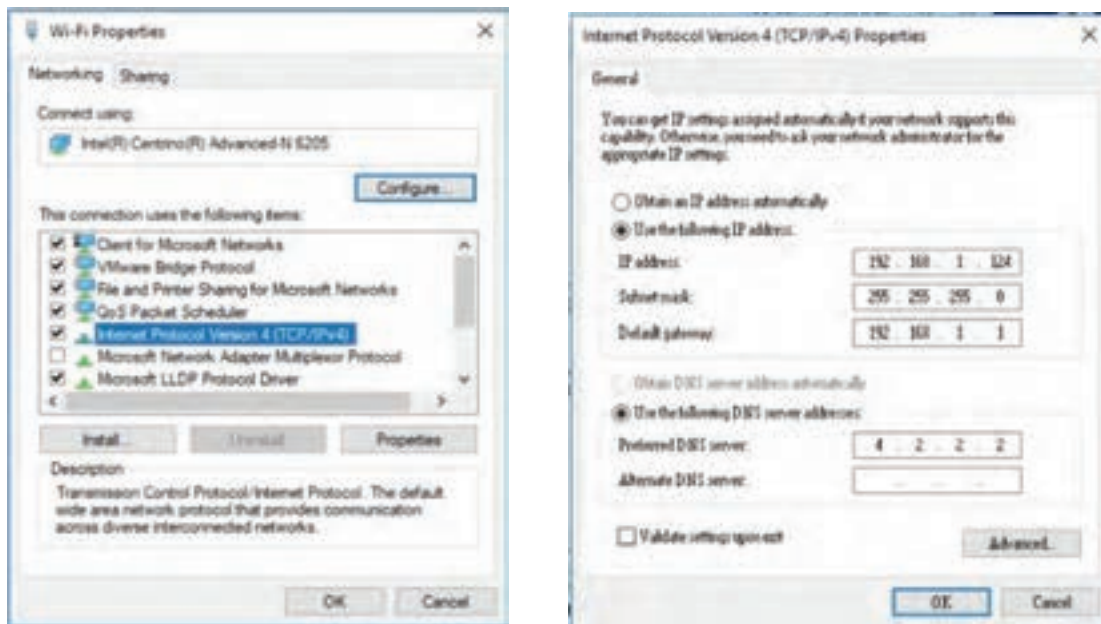 Wi-Fi Properties
Networking
Sharing
Connect using:
Intel(R) Centrino(R) Advanced-N 6205
Configure...
This connection uses the following items:
Client for Microsoft Networks
VMware Bridge Protocol
File and Printer Sharing for Microsoft Networks
QoS Packet Scheduler
Internet Protocol Version 4 (TCP/IPv4)
Microsoft Network Adapter Multiplexor Protocol
Microsoft LLDP Protocol Driver
Install...
Uninstall
Properties
Description
Transmission Control Protocol/Internet Protocol. The default
wide area network protocol that provides communication
across diverse interconnected networks.
OK
Cancel
Internet Protocol Version 4 (TCP/IPv4) Properties
General
You can get IP settings assigned automatically if your network supports this
capability. Otherwise, you need to ask your network administrator for the
appropriate IP settings.
Obtain an IP address automatically
Use the following IP address:
IP address: 192 . 168 . 1 . 124
Subnet mask: 255 . 255 . 255 . 0
Default gateway: 192 . 168 . 1 . 1
Obtain DNS server address automatically
Use the following DNS server addresses:
Preferred DNS server: 4 . 2 . 2 . 2
Alternate DNS server: . . .
Validate settings upon exit
Advanced...
OK
Cancel